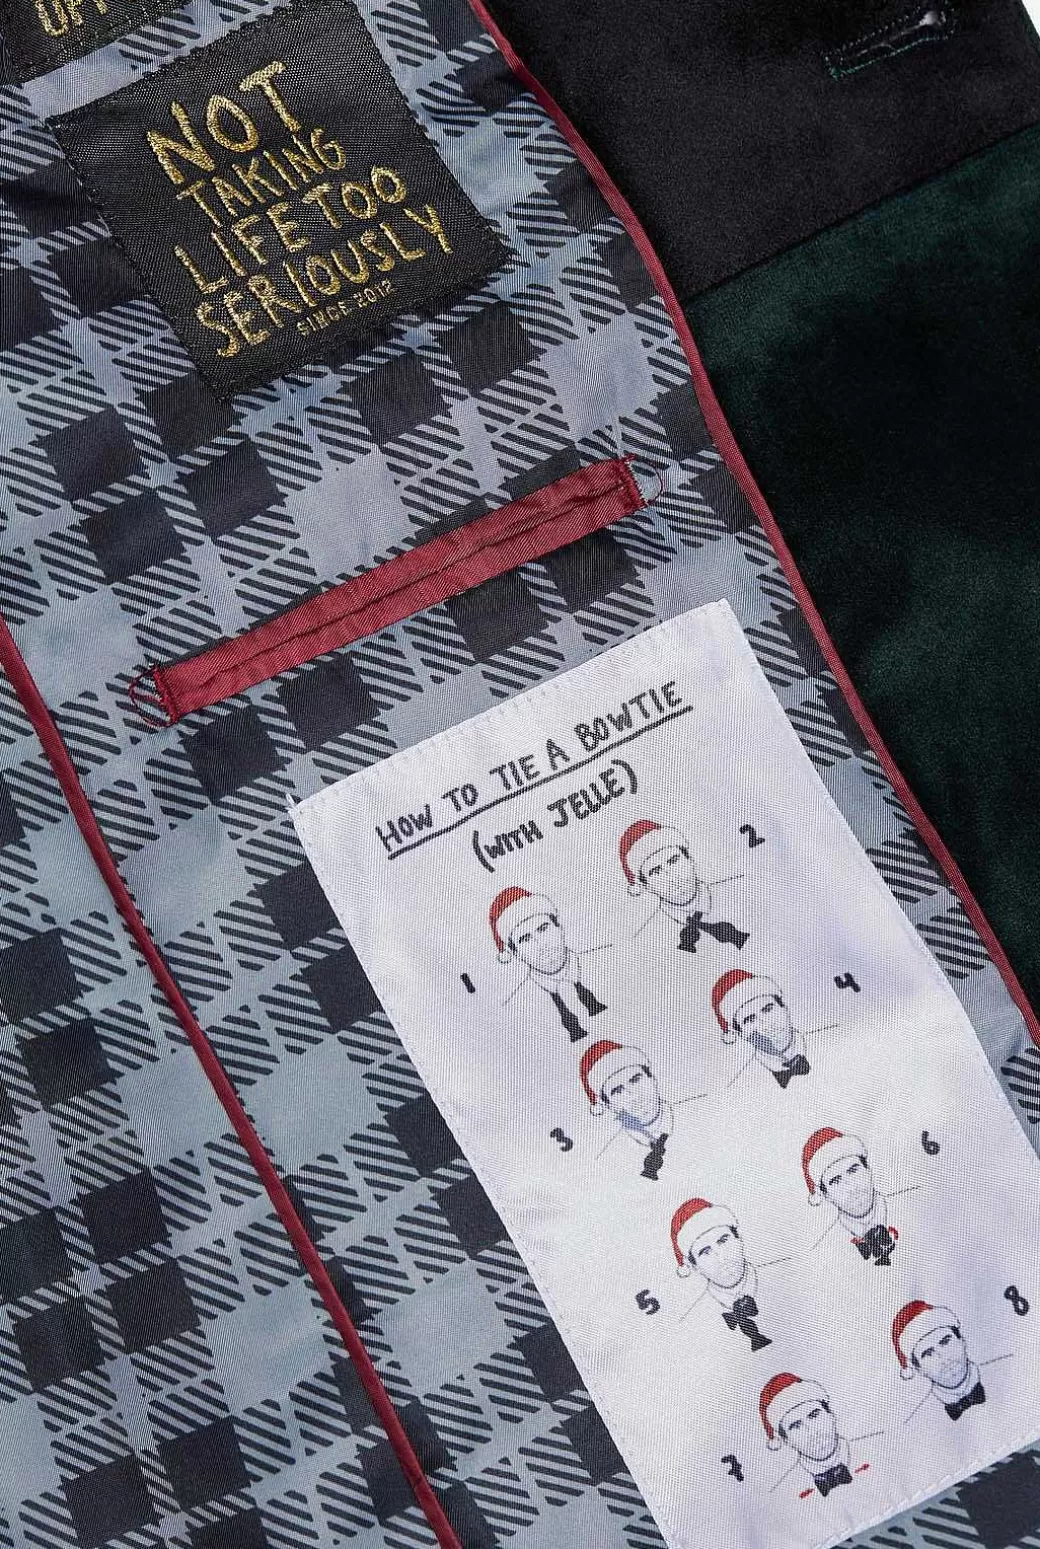 NOT
TAKING
LIFE TOO
SERIOUSLY
SINCE 2012
HOW TO TIE A BOWTIE
(WITH JELLE)
1
2
3
4
5
6
7
8